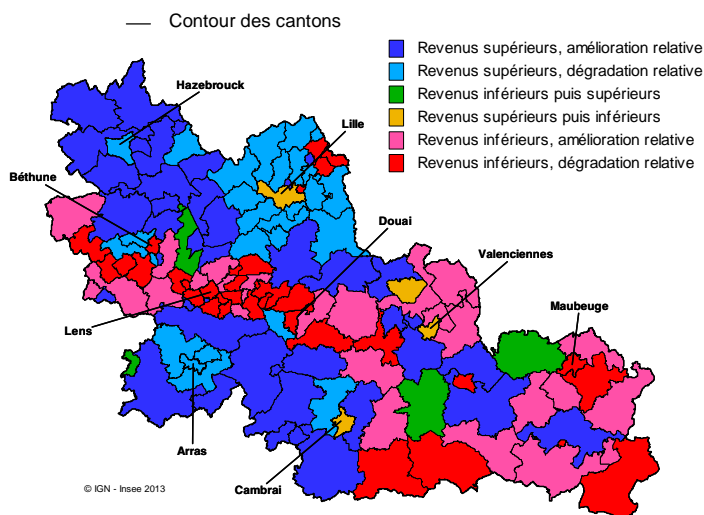 Contour des cantons
Revenus supérieurs, amélioration relative
Revenus supérieurs, dégradation relative
Revenus inférieurs puis supérieurs
Revenus supérieurs puis inférieurs
Revenus inférieurs, amélioration relative
Revenus inférieurs, dégradation relative
Hazebrouck
Lille
Béthune
Douai
Valenciennes
Maubeuge
Lens
Arras
Cambrai
© IGN - Insee 2013